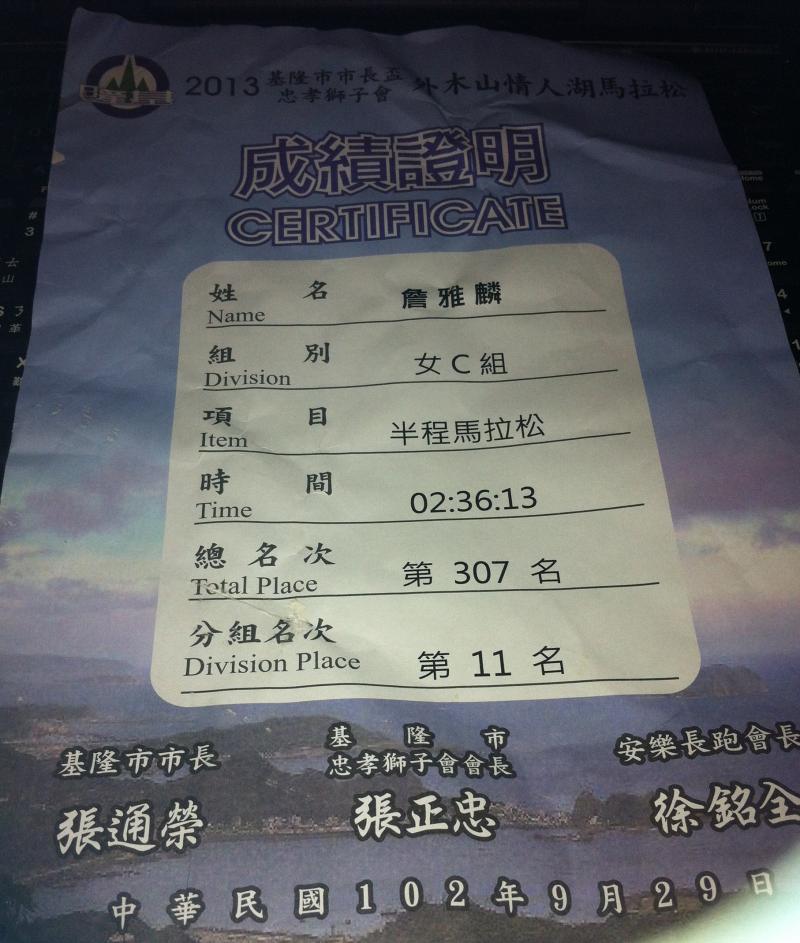 2013 基隆市市長盃 忠孝獅子會 外木山情人湖馬拉松
成績證明
CERTIFICATE
姓名 詹雅麟
Name
組別 女C組
Division
項目 半程馬拉松
Item
時間 02:36:13
Time
總名次 第 307 名
Total Place
分組名次 第 11 名
Division Place
基隆市市長
張通榮
基隆市
忠孝獅子會會長
張正忠
安樂長跑會長
徐銘全
中華民國102年9月29日